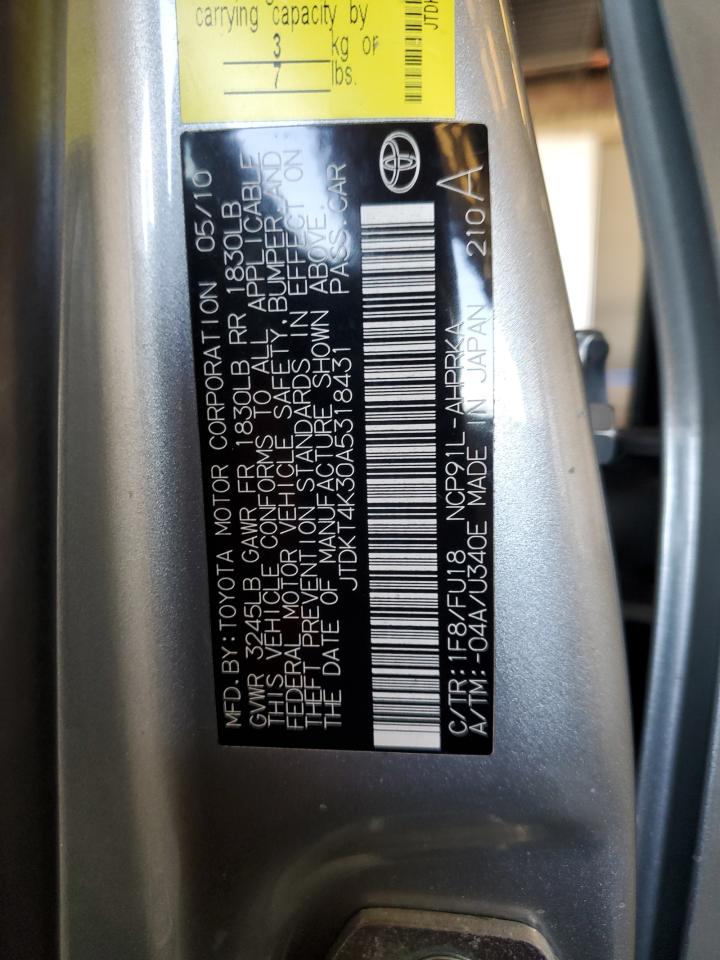 carrying capacity by
3 kg or
7 lbs.
MFD.BY:TOYOTA MOTOR CORPORATION 05/10
GVWR 3245LB GAWR FR 1830LB RR 1830LB
THIS VEHICLE CONFORMS TO ALL APPLICABLE
FEDERAL MOTOR VEHICLE SAFETY,BUMPER,AND
THEFT PREVENTION STANDARDS IN EFFECT ON
THE DATE OF MANUFACTURE SHOWN ABOVE.
JTDKT4K30A5318431 PASS.CAR
C/TR:1F8/FU18 NCP91L-AHPRKA
A/TM:-04A/U340E MADE IN JAPAN 210A